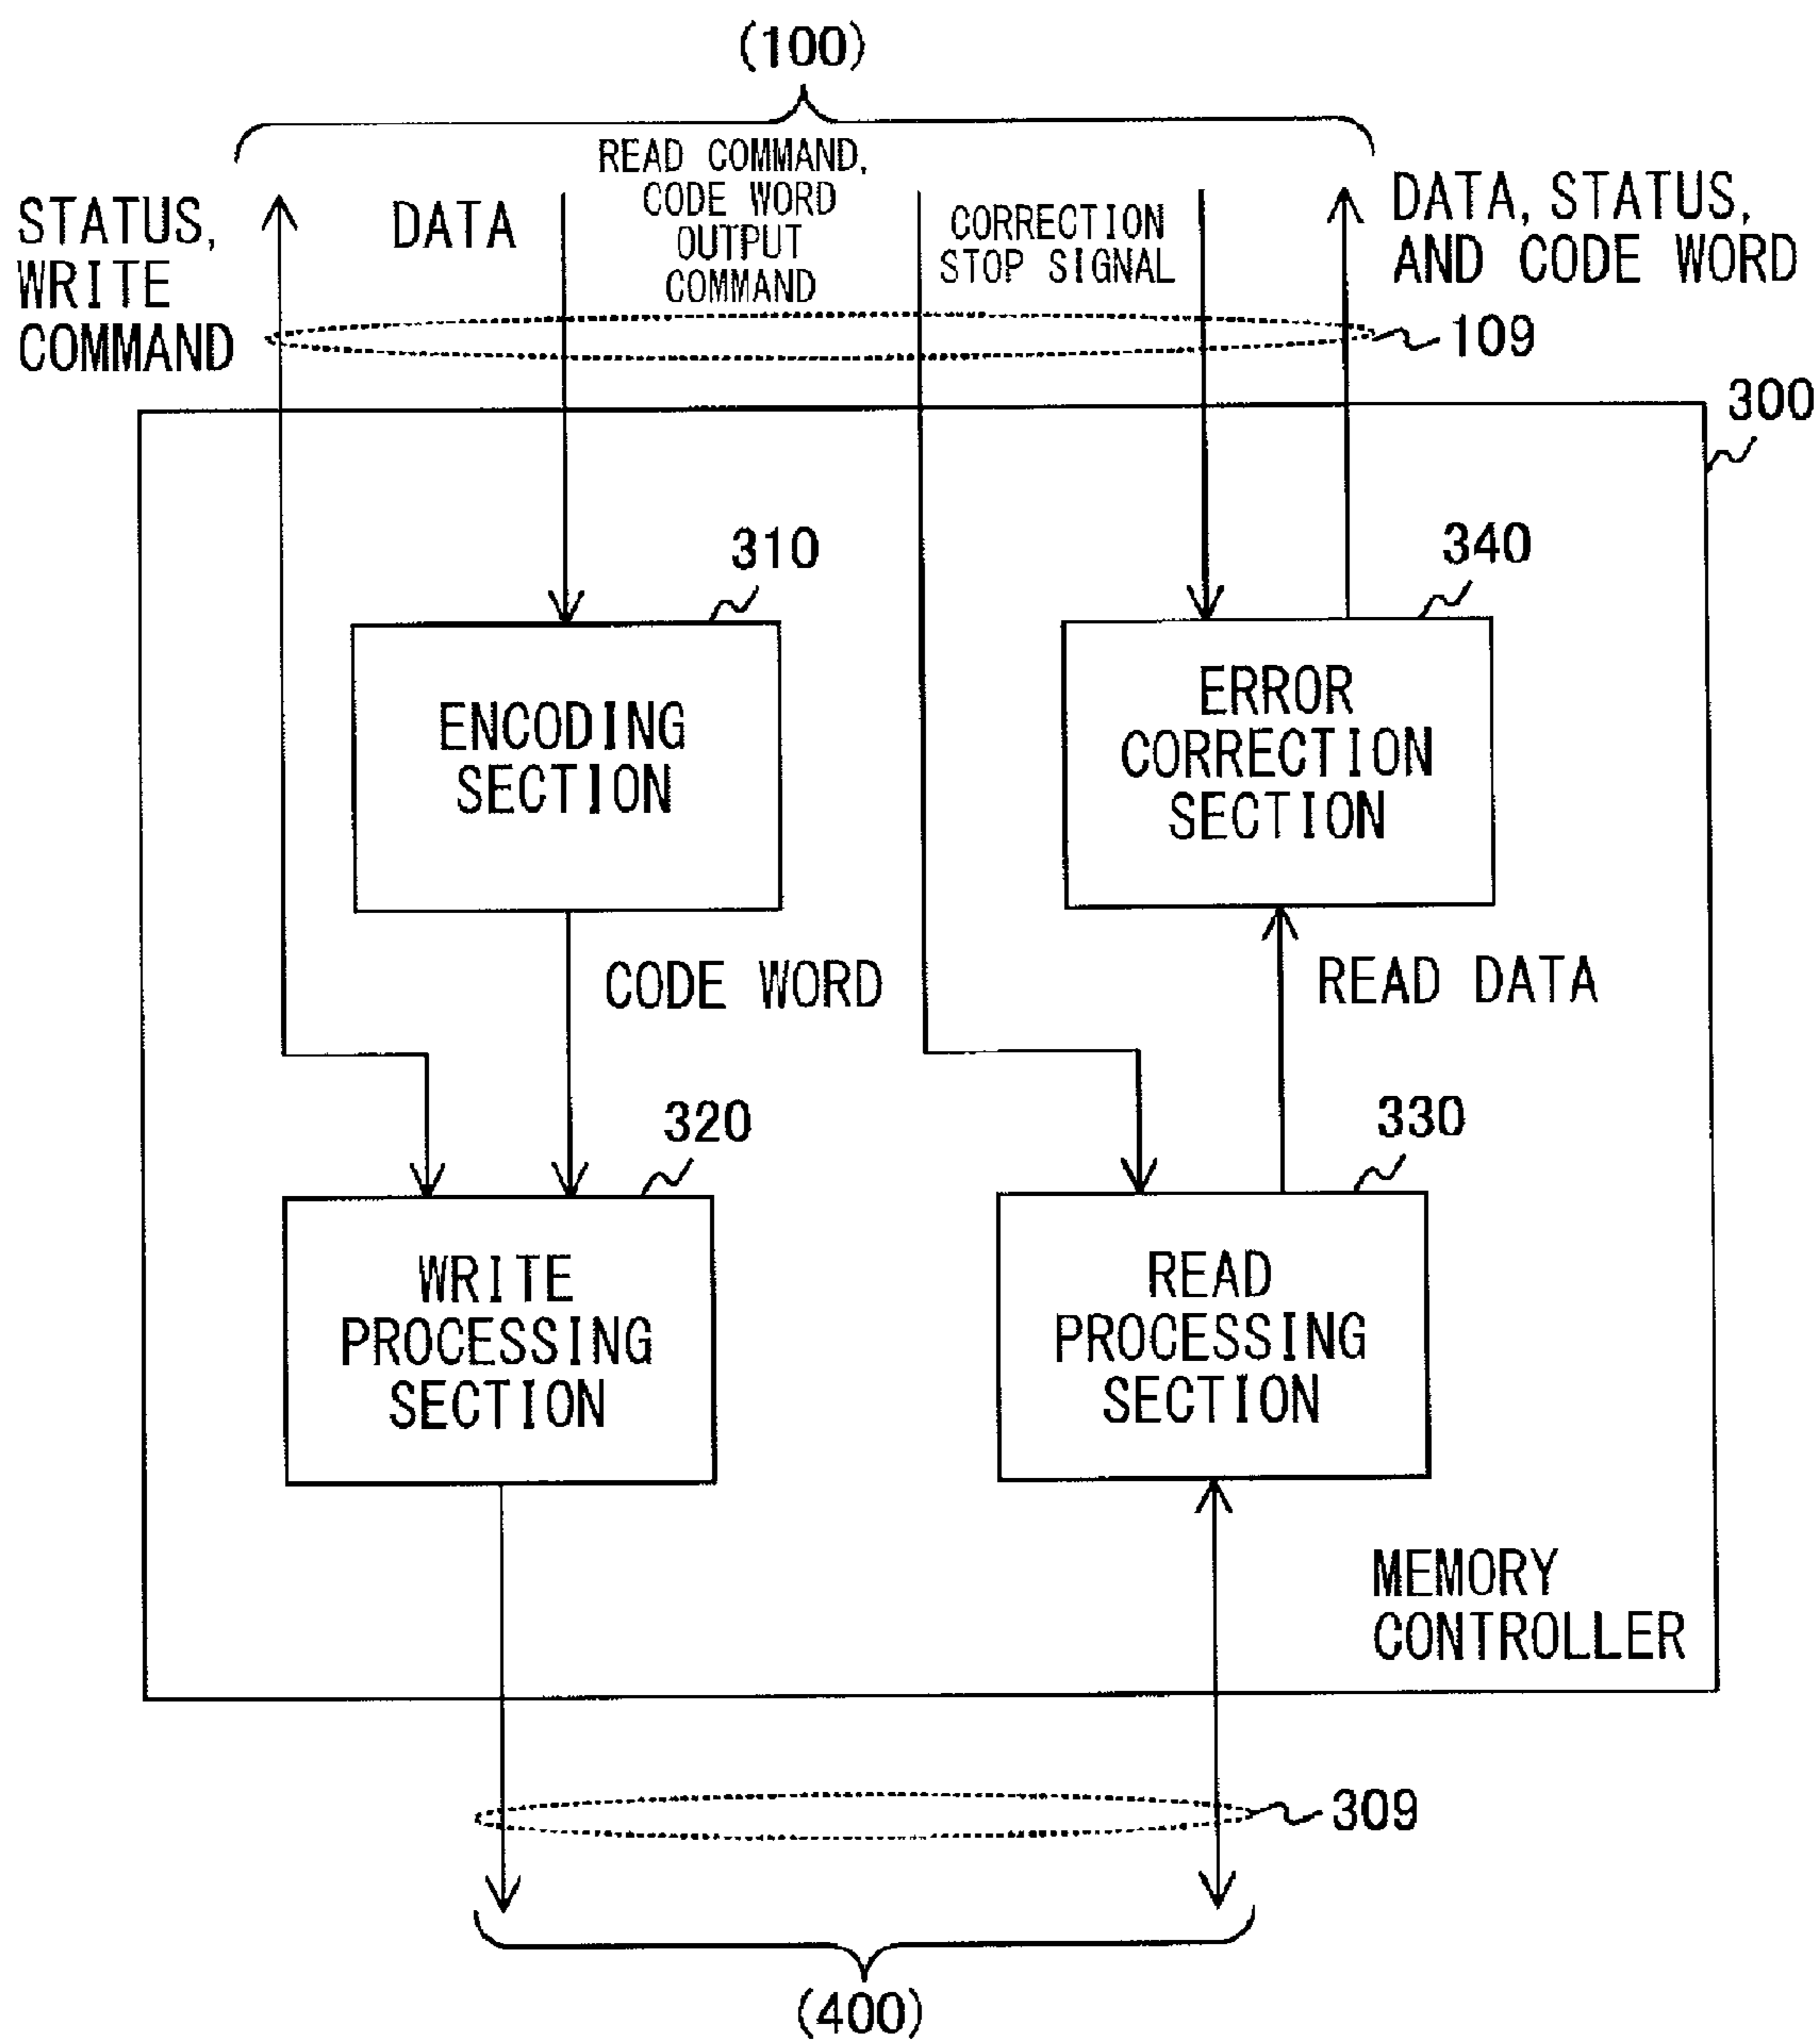 (100)
STATUS,
WRITE
COMMAND
DATA
READ COMMAND,
CODE WORD
OUTPUT
COMMAND
CORRECTION
STOP SIGNAL
DATA, STATUS,
AND CODE WORD
109
300
310
ENCODING
SECTION
340
ERROR
CORRECTION
SECTION
CODE WORD
READ DATA
320
WRITE
PROCESSING
SECTION
330
READ
PROCESSING
SECTION
MEMORY
CONTROLLER
309
(400)